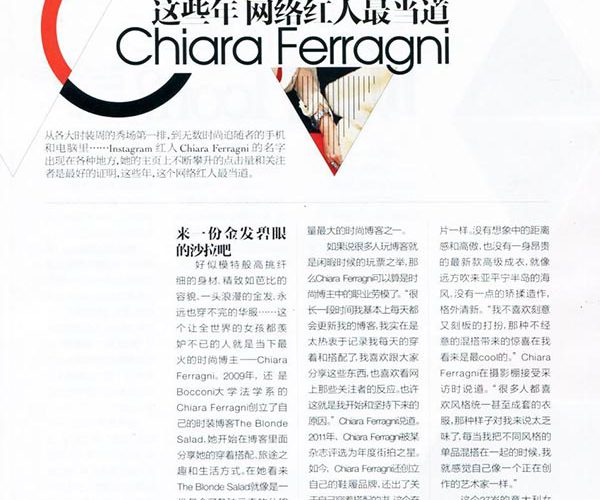 这些年 网络红人最当道
Chiara Ferragni
从各大时装周的秀场第一排，到无数时尚追随者的手机
和电脑里……Instagram 红人 Chiara Ferragni 的名字
出现在各种地方，她的主页上不断攀升的点击量和关注
者是最好的证明，这些年，这个网络红人最当道。
来一份金发碧眼
的沙拉吧
好似模特般高挑纤
细的身材，精致如芭比的
容貌，一头浪漫的金发，永
远也穿不完的华服……这
个让全世界的女孩都羡
妒不已的人就是当下最
火的时尚博主——Chiara
Ferragni。2009年，还是
Bocconi大学法学系的
Chiara Ferragni创立了自
己的时装博客The Blonde
Salad，她开始在博客里面
分享她的穿着搭配、旅途之
趣和生活方式。在她看来
The Blonde Salad就像是一
量最大的时尚博客之一。
如果说很多人玩博客就
是闲暇时候的玩票之举，那
么Chiara Ferragni可以算是时
尚博主中的职业劳模了。“很
长一段时间我基本上每天都
会更新我的博客，我实在是
太热衷于记录我每天的穿
着和搭配了，我喜欢跟大家
分享这些东西，也喜欢看网
上那些关注者的反应，也许
这就是我开始和坚持下来的
原因。”Chiara Ferragni说道。
2011年，Chiara Ferragni被某
杂志评选为年度街拍之星。
如今，Chiara Ferragni还创立
自己的鞋履品牌，还出了关
片一样。没有想象中的距离
感和高傲，也没有一身昂贵
的最新款高级成衣，就像
远方吹来亚平宁半岛的海
风，没有一点的矫揉造作，
格外清新。“我不喜欢刻意
又刻板的打扮，那种不经
意的混搭带来的惊喜在我
看来是最cool的。”Chiara
Ferragni在摄影棚接受采
访时说道。“很多人都喜
欢风格统一甚至成套的衣
服，那种样子对我来说太乏
味了，每当我把不同风格的
单品混搭在一起的时候，我
就感觉自己像一个正在创
作的艺术家一样。”